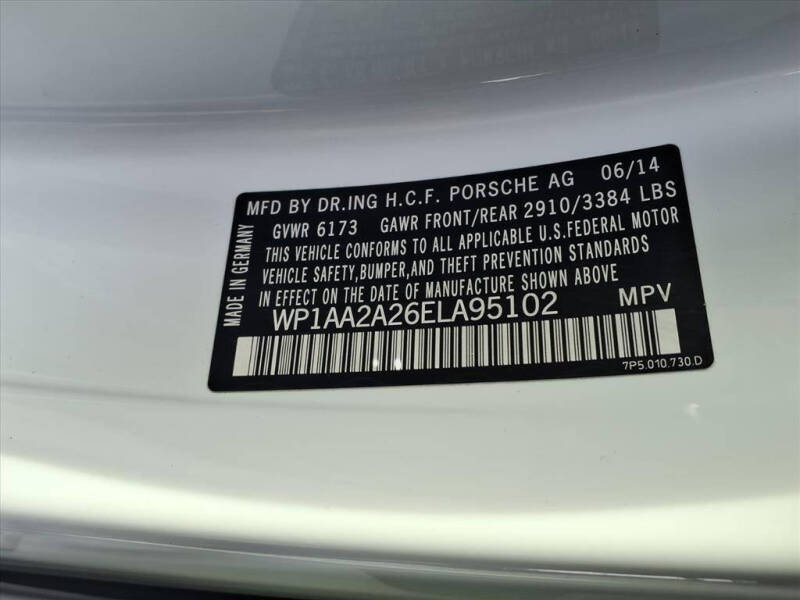 MFD BY DR.ING H.C.F. PORSCHE AG 06/14
GVWR 6173 GAWR FRONT/REAR 2910/3384 LBS
THIS VEHICLE CONFORMS TO ALL APPLICABLE U.S.FEDERAL MOTOR
VEHICLE SAFETY,BUMPER,AND THEFT PREVENTION STANDARDS
IN EFFECT ON THE DATE OF MANUFACTURE SHOWN ABOVE
WP1AA2A26ELA95102 MPV
7P5.010.730.D
MADE IN GERMANY